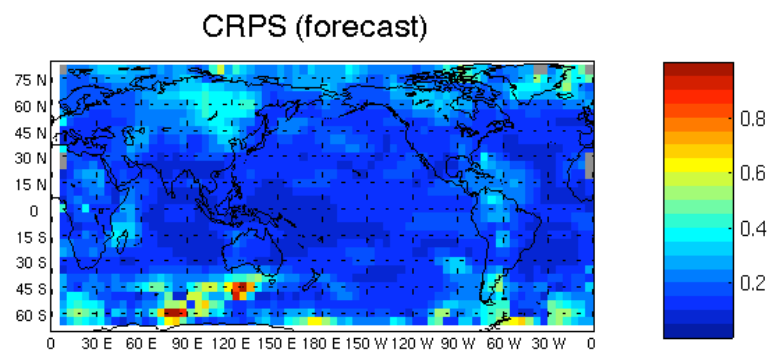 CRPS (forecast)
75 N
60 N
45 N
30 N
15 N
0
15 S
30 S
45 S
60 S
0 30 E 60 E 90 E 120 E 150 E 180 E 150 W 120 W 90 W 60 W 30 W 0
0.8
0.6
0.4
0.2